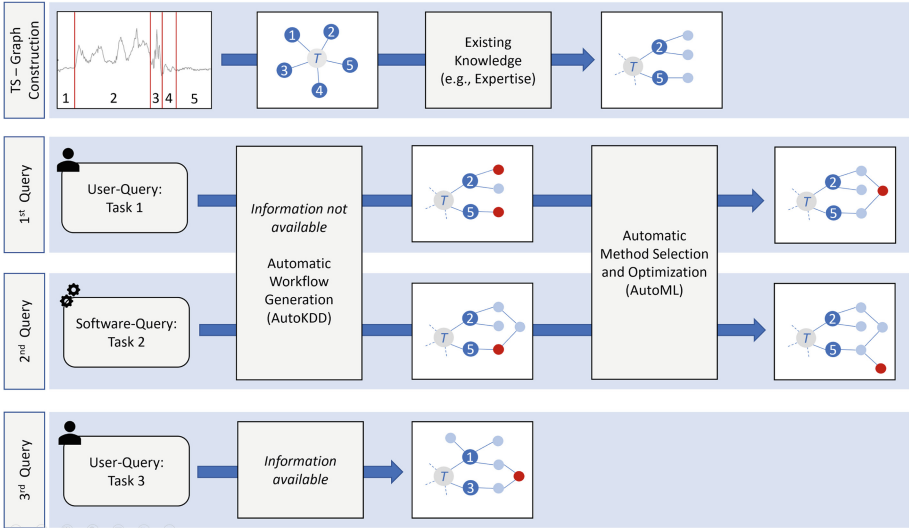 TS – Graph
Construction
1 2 3 4 5
1 2 T 3 5 4
Existing
Knowledge
(e.g., Expertise)
2
T
5
1st Query
User-Query:
Task 1
Information not
available
Automatic
Workflow
Generation
(AutoKDD)
2
T
5
Automatic
Method Selection
and Optimization
(AutoML)
2
T
5
2nd Query
Software-Query:
Task 2
2
T
5
2
T
5
3rd Query
User-Query:
Task 3
Information
available
1
T
3